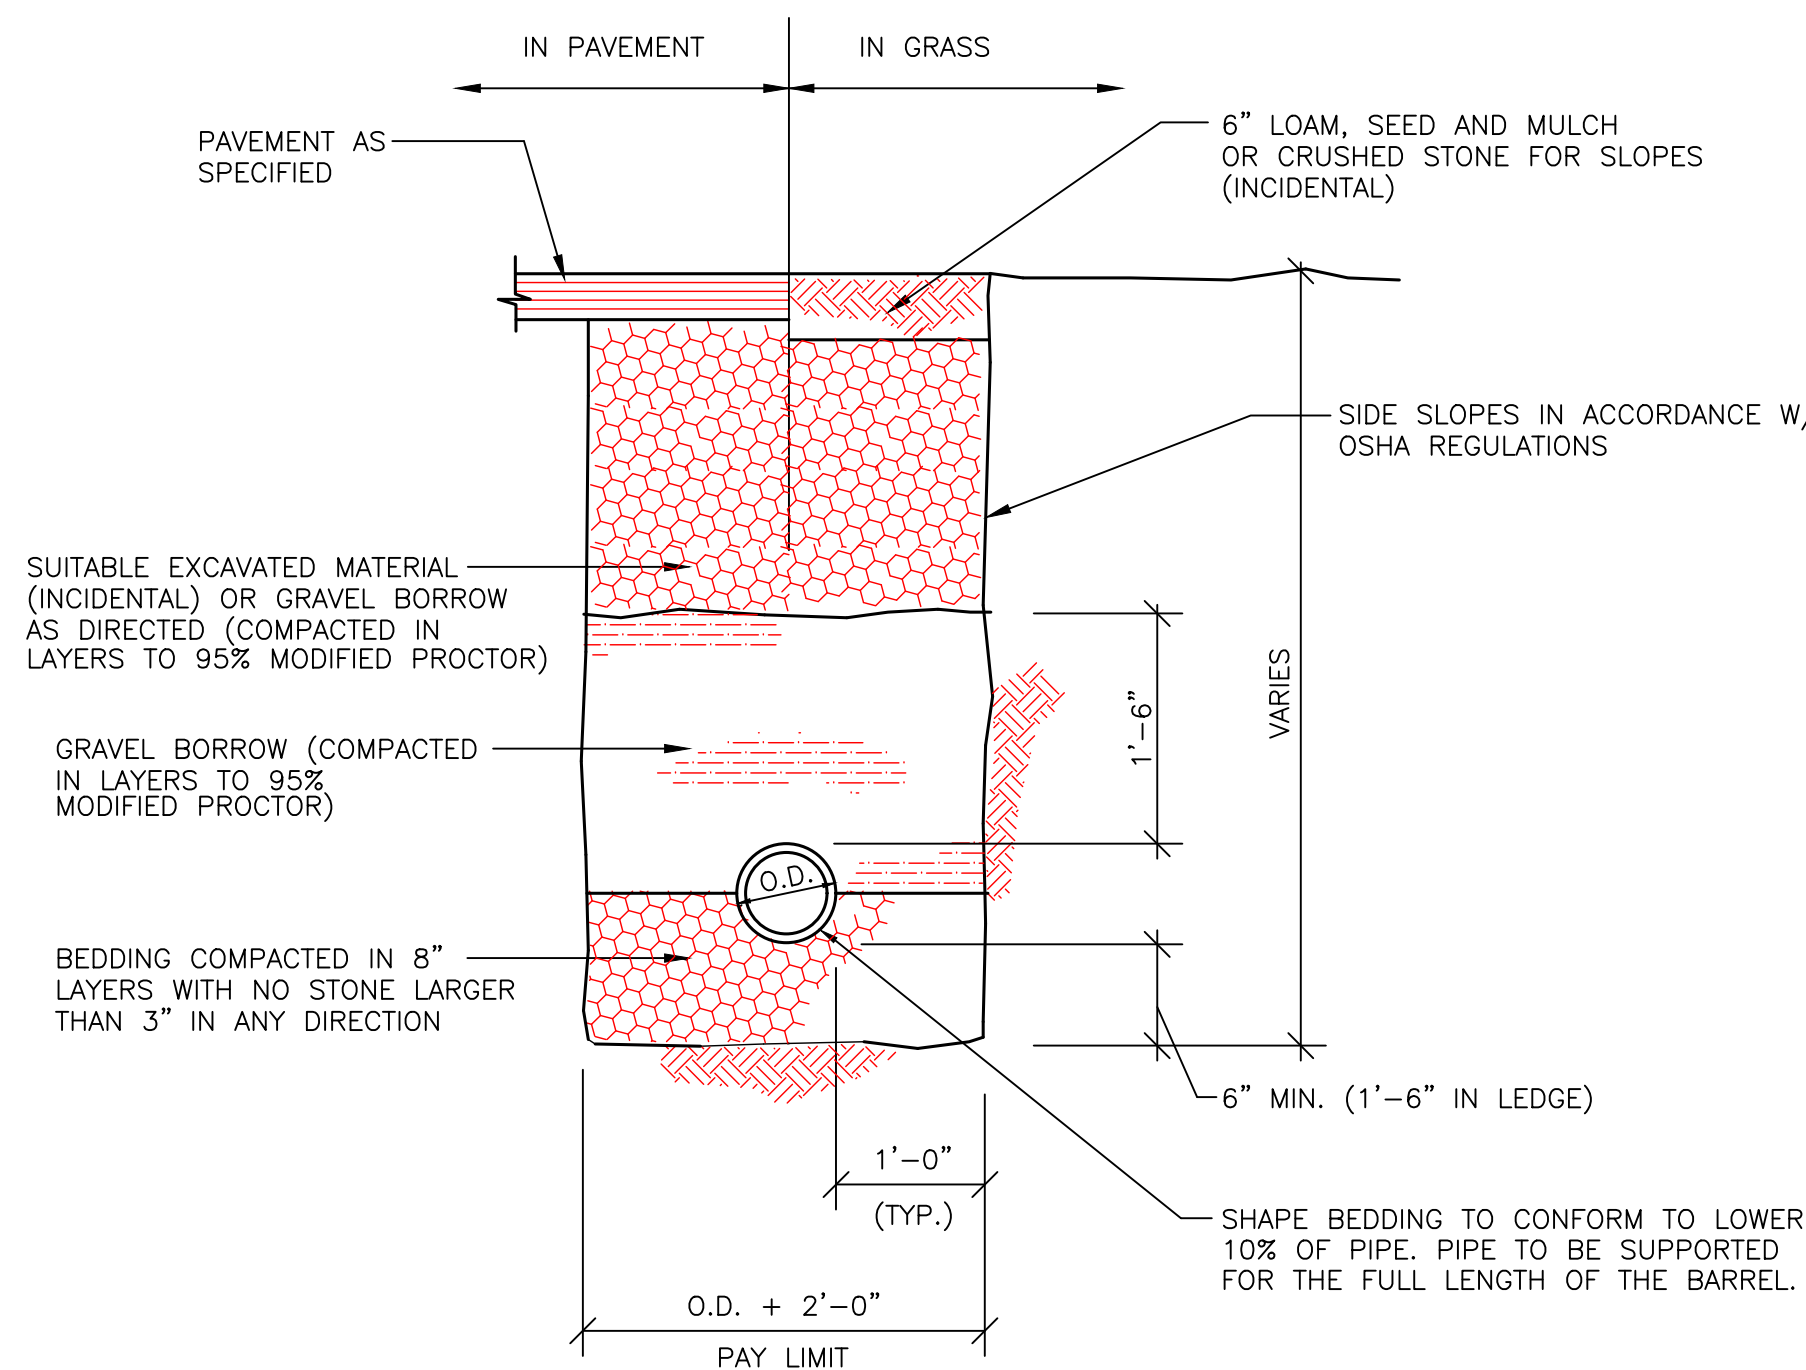 IN PAVEMENT
IN GRASS
PAVEMENT AS
SPECIFIED
6” LOAM, SEED AND MULCH
OR CRUSHED STONE FOR SLOPES
(INCIDENTAL)
SIDE SLOPES IN ACCORDANCE W/
OSHA REGULATIONS
SUITABLE EXCAVATED MATERIAL
(INCIDENTAL) OR GRAVEL BORROW
AS DIRECTED (COMPACTED IN
LAYERS TO 95% MODIFIED PROCTOR)
VARIES
1’-6”
GRAVEL BORROW (COMPACTED
IN LAYERS TO 95%
MODIFIED PROCTOR)
O.D.
BEDDING COMPACTED IN 8”
LAYERS WITH NO STONE LARGER
THAN 3” IN ANY DIRECTION
6” MIN. (1’-6” IN LEDGE)
1’-0”
(TYP.)
SHAPE BEDDING TO CONFORM TO LOWER
10% OF PIPE. PIPE TO BE SUPPORTED
FOR THE FULL LENGTH OF THE BARREL.
O.D. + 2’-0”
PAY LIMIT